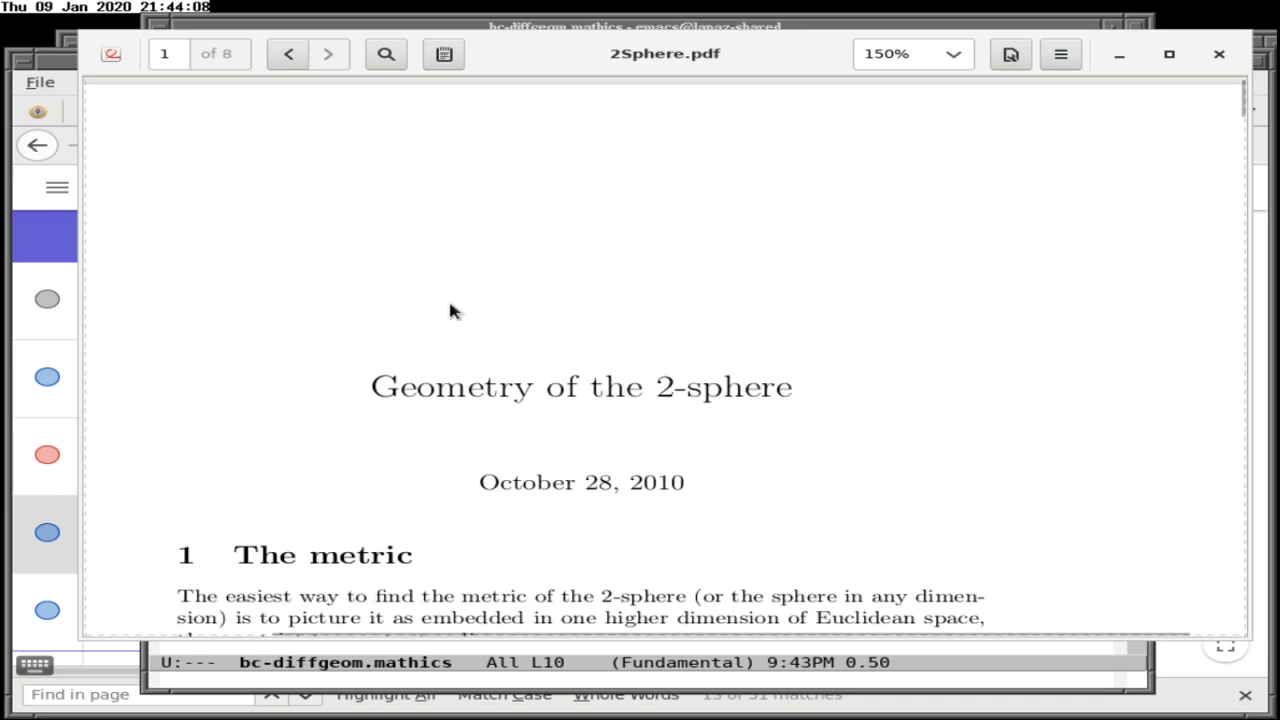 Thu 09 Jan 2020 21:44:08
bc-diffgeom.mathics - emacs@lapaz-shared
1 of 8
2Sphere.pdf
150%
File
Geometry of the 2-sphere
October 28, 2010
1 The metric
The easiest way to find the metric of the 2-sphere (or the sphere in any dimen-
sion) is to picture it as embedded in one higher dimension of Euclidean space,
U:--- bc-diffgeom.mathics All L10 (Fundamental) 9:43PM 0.50
Find in page Highlight All Match Case Whole Words of 31 matches